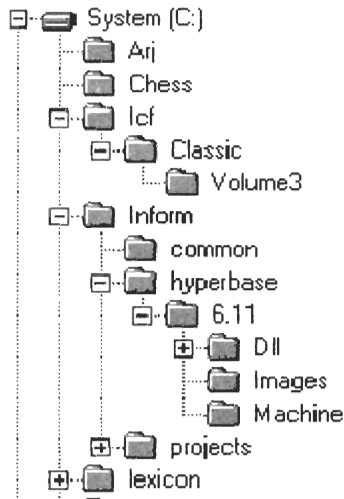 System (C:)
Arj
Chess
Icf
Classic
Volume3
Inform
common
hyperbase
6.11
Dll
Images
Machine
projects
lexicon